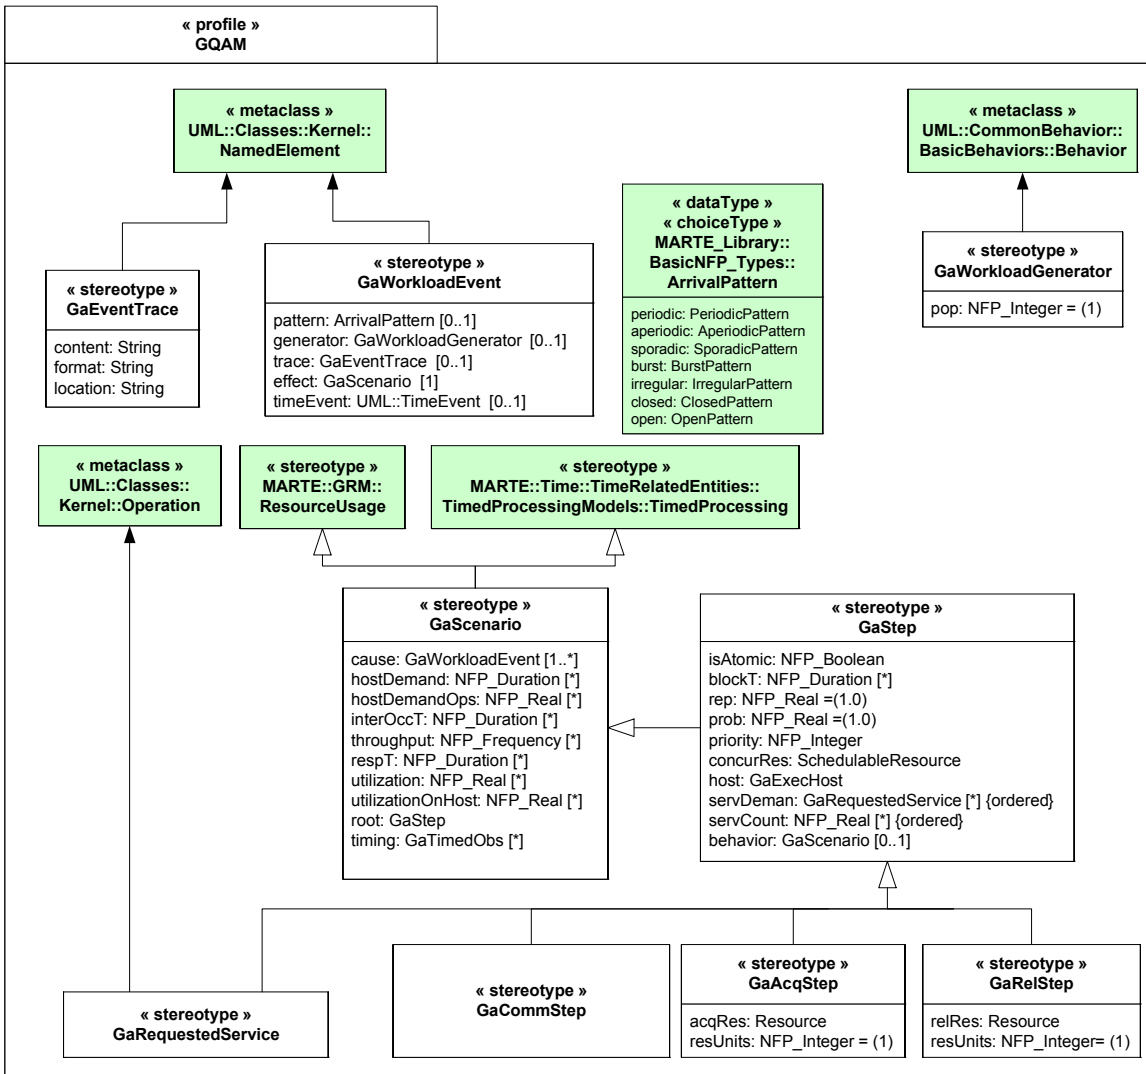 « profile »
GQAM
« metaclass »
UML::Classes::Kernel::
NamedElement
« metaclass »
UML::CommonBehavior::
BasicBehaviors::Behavior
« dataType »
« choiceType »
MARTE_Library::
BasicNFP_Types::
ArrivalPattern
periodic: PeriodicPattern
aperiodic: AperiodicPattern
sporadic: SporadicPattern
burst: BurstPattern
irregular: IrregularPattern
closed: ClosedPattern
open: OpenPattern
« stereotype »
GaEventTrace
content: String
format: String
location: String
« stereotype »
GaWorkloadEvent
pattern: ArrivalPattern [0..1]
generator: GaWorkloadGenerator [0..1]
trace: GaEventTrace [0..1]
effect: GaScenario [1]
timeEvent: UML::TimeEvent [0..1]
« stereotype »
GaWorkloadGenerator
pop: NFP_Integer = (1)
« metaclass »
UML::Classes::
Kernel::Operation
« stereotype »
MARTE::GRM::
ResourceUsage
« stereotype »
MARTE::Time::TimeRelatedEntities::
TimedProcessingModels::TimedProcessing
« stereotype »
GaScenario
cause: GaWorkloadEvent [1..*]
hostDemand: NFP_Duration [*]
hostDemandOps: NFP_Real [*]
interOccT: NFP_Duration [*]
throughput: NFP_Frequency [*]
respT: NFP_Duration [*]
utilization: NFP_Real [*]
utilizationOnHost: NFP_Real [*]
root: GaStep
timing: GaTimedObs [*]
« stereotype »
GaStep
isAtomic: NFP_Boolean
blockT: NFP_Duration [*]
rep: NFP_Real =(1.0)
prob: NFP_Real =(1.0)
priority: NFP_Integer
concurRes: SchedulableResource
host: GaExecHost
servDeman: GaRequestedService [*] {ordered}
servCount: NFP_Real [*] {ordered}
behavior: GaScenario [0..1]
« stereotype »
GaRequestedService
« stereotype »
GaCommStep
« stereotype »
GaAcqStep
acqRes: Resource
resUnits: NFP_Integer = (1)
« stereotype »
GaRelStep
relRes: Resource
resUnits: NFP_Integer= (1)